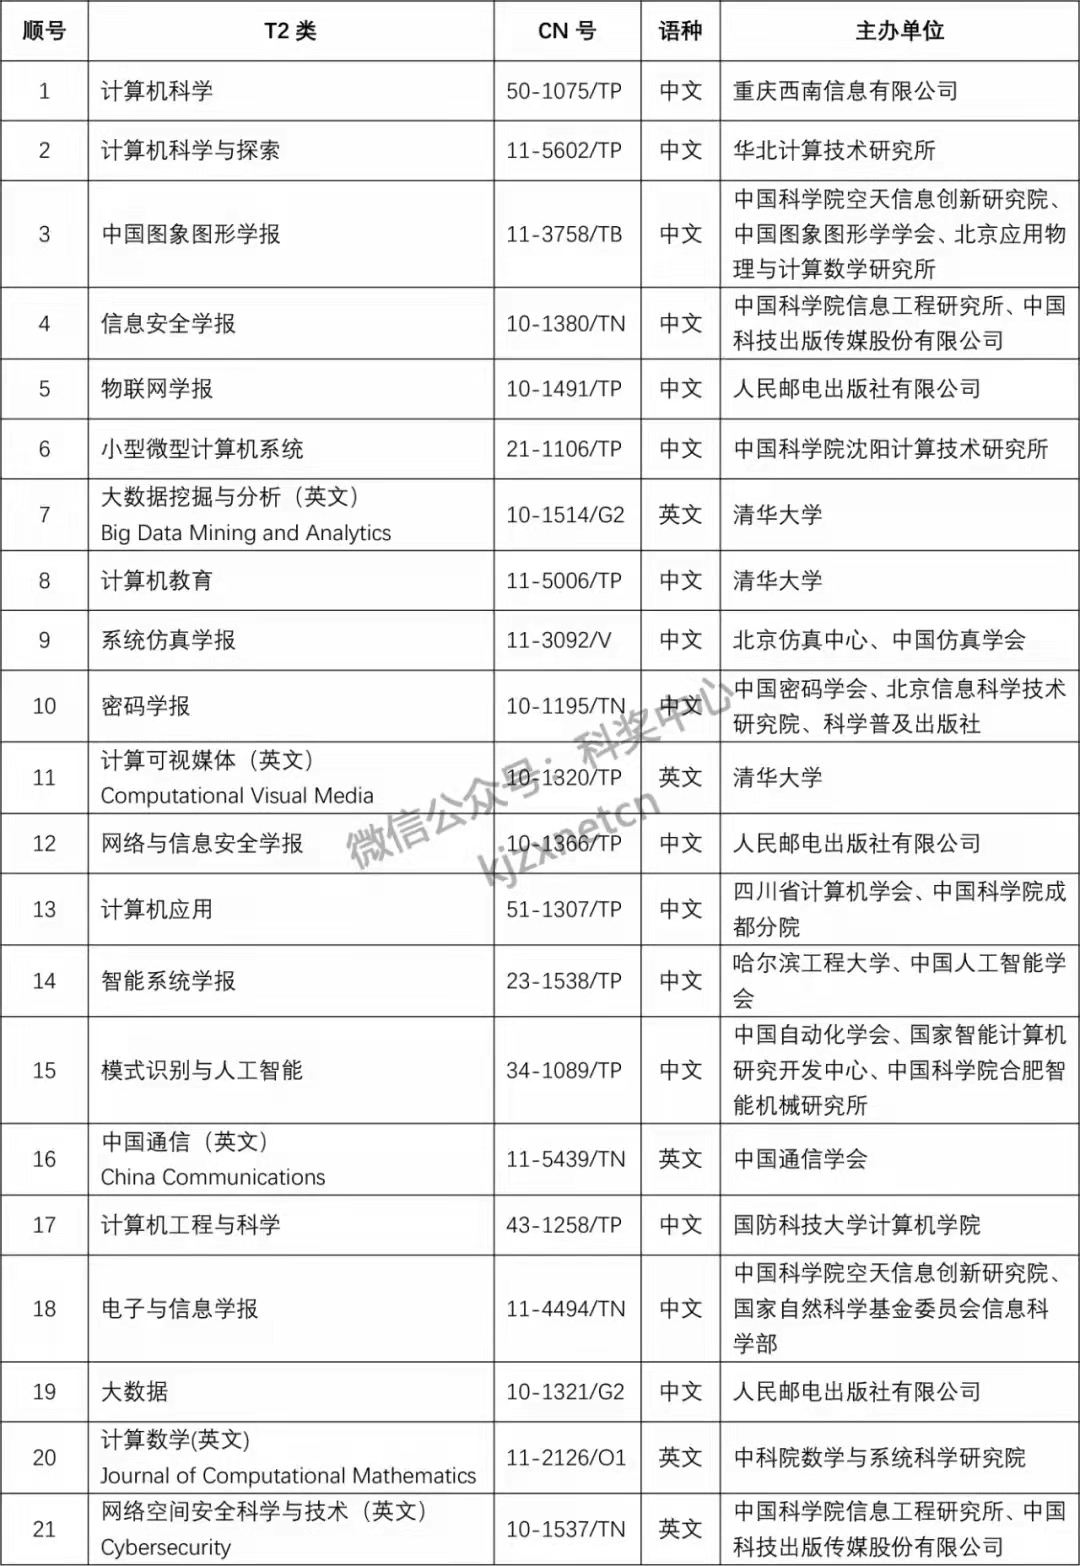 顺号 T2 类 CN 号 语种 主办单位
1 计算机科学 50-1075/TP 中文 重庆西南信息有限公司
2 计算机科学与探索 11-5602/TP 中文 华北计算技术研究所
3 中国图象图形学报 11-3758/TB 中文 中国科学院空天信息创新研究院、
中国图象图形学学会、北京应用物
理与计算数学研究所
4 信息安全学报 10-1380/TN 中文 中国科学院信息工程研究所、中国
科技出版传媒股份有限公司
5 物联网学报 10-1491/TP 中文 人民邮电出版社有限公司
6 小型微型计算机系统 21-1106/TP 中文 中国科学院沈阳计算技术研究所
7 大数据挖掘与分析（英文）
Big Data Mining and Analytics 10-1514/G2 英文 清华大学
8 计算机教育 11-5006/TP 中文 清华大学
9 系统仿真学报 11-3092/V 中文 北京仿真中心、中国仿真学会
10 密码学报 10-1195/TN 中文 中国密码学会、北京信息科学技术
研究院、科学普及出版社
11 计算可视媒体（英文）
Computational Visual Media 10-1320/TP 英文 清华大学
12 网络与信息安全学报 10-1366/TP 中文 人民邮电出版社有限公司
13 计算机应用 51-1307/TP 中文 四川省计算机学会、中国科学院成
都分院
14 智能系统学报 23-1538/TP 中文 哈尔滨工程大学、中国人工智能学
会
15 模式识别与人工智能 34-1089/TP 中文 中国自动化学会、国家智能计算机
研究开发中心、中国科学院合肥智
能机械研究所
16 中国通信（英文）
China Communications 11-5439/TN 英文 中国通信学会
17 计算机工程与科学 43-1258/TP 中文 国防科技大学计算机学院
18 电子与信息学报 11-4494/TN 中文 中国科学院空天信息创新研究院、
国家自然科学基金委员会信息科
学部
19 大数据 10-1321/G2 中文 人民邮电出版社有限公司
20 计算数学(英文)
Journal of Computational Mathematics 11-2126/O1 英文 中科院数学与系统科学研究院
21 网络空间安全科学与技术（英文）
Cybersecurity 10-1537/TN 英文 中国科学院信息工程研究所、中国
科技出版传媒股份有限公司
微信公众号：科奖中心
kjzxnetcn